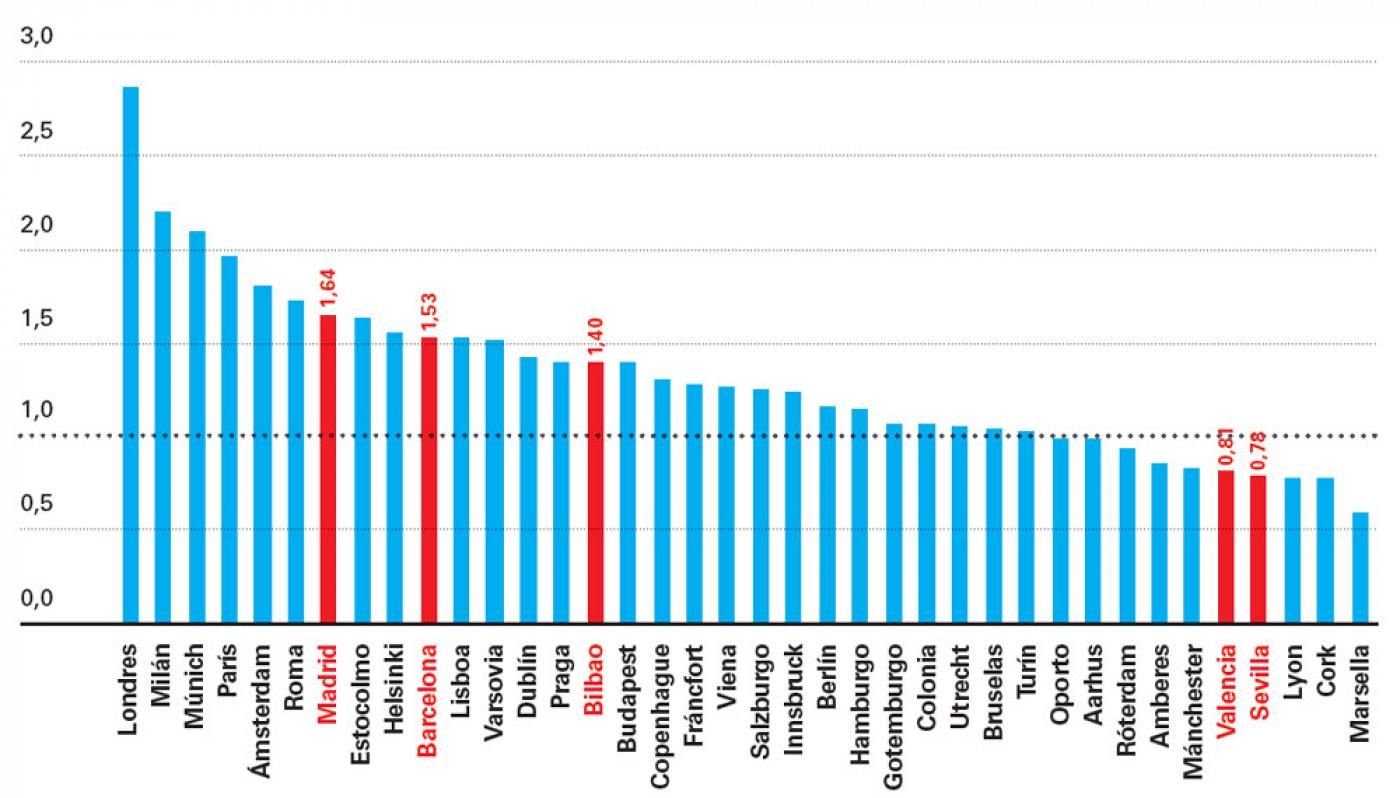 3,0
2,5
2,0
1,5
1,0
0,5
0,0
1,64
1,53
1,40
0,81
0,78
Londres
Milán
Múnich
París
Ámsterdam
Roma
Madrid
Estocolmo
Helsinki
Barcelona
Lisboa
Varsovia
Dublín
Praga
Bilbao
Budapest
Copenhague
Fráncfort
Viena
Salzburgo
Innsbruck
Berlín
Hamburgo
Gotemburgo
Colonia
Utrecht
Bruselas
Turín
Oporto
Aarhus
Róterdam
Amberes
Mánchester
Valencia
Sevilla
Lyon
Cork
Marsella